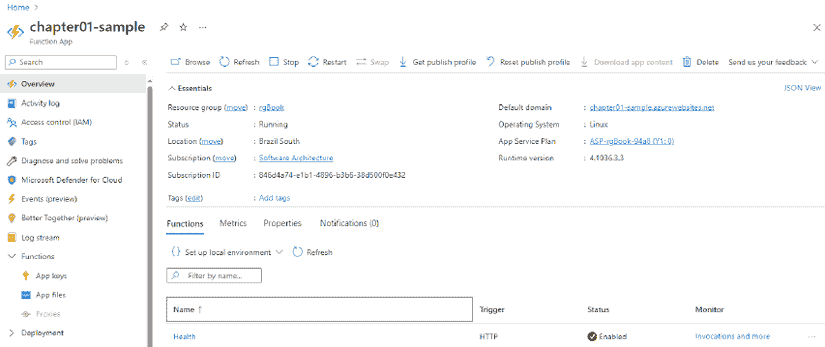 Home
chapter01-sample
Function App
Search
Overview
Activity log
Access control (IAM)
Tags
Diagnose and solve problems
Microsoft Defender for Cloud
Events (preview)
Better Together (preview)
Log stream
Functions
App keys
App files
Proxies
Deployment
Browse Refresh Stop Restart Swap Get publish profile Reset publish profile Download app content Delete Send us your feedback
Essentials JSON View
Resource group (move) : rgBook Default domain : chapter01-sample.azurewebsites.net
Status : Running Operating System : Linux
Location (move) : Brazil South App Service Plan : ASP-rgBook-94a8 (Y1: 0)
Subscription (move) : Software Architecture Runtime version : 4.1036.3.3
Subscription ID : 846d4a74-e1b1-4896-b3b6-38d500f0e432
Tags (edit) : Add tags
Functions Metrics Properties Notifications (0)
Set up local environment Refresh
Filter by name...
Name ↑ Trigger Status Monitor
Health HTTP Enabled Invocations and more